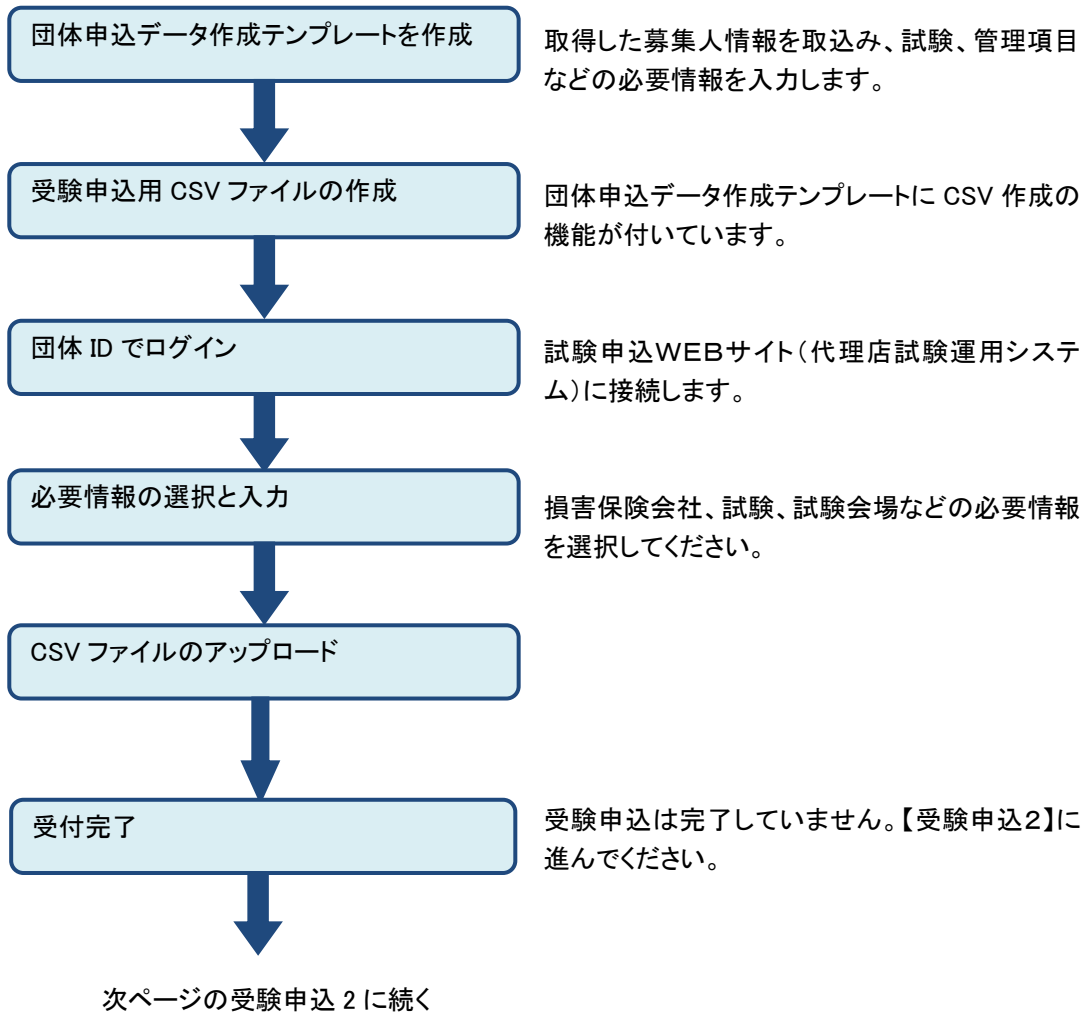 団体申込データ作成テンプレートを作成
取得した募集人情報を取込み、試験、管理項目
などの必要情報を入力します。
受験申込用 CSV ファイルの作成
団体申込データ作成テンプレートに CSV 作成の
機能が付いています。
団体 ID でログイン
試験申込WEBサイト(代理店試験運用システ
ム)に接続します。
必要情報の選択と入力
損害保険会社、試験、試験会場などの必要情報
を選択してください。
CSV ファイルのアップロード
受付完了
受験申込は完了していません。【受験申込2】に
進んでください。
次ページの受験申込 2 に続く